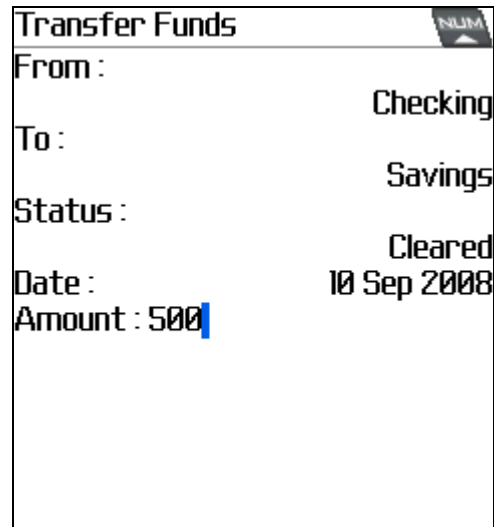 Transfer Funds NUM
From :
Checking
To :
Savings
Status :
Cleared
Date : 10 Sep 2008
Amount : 500